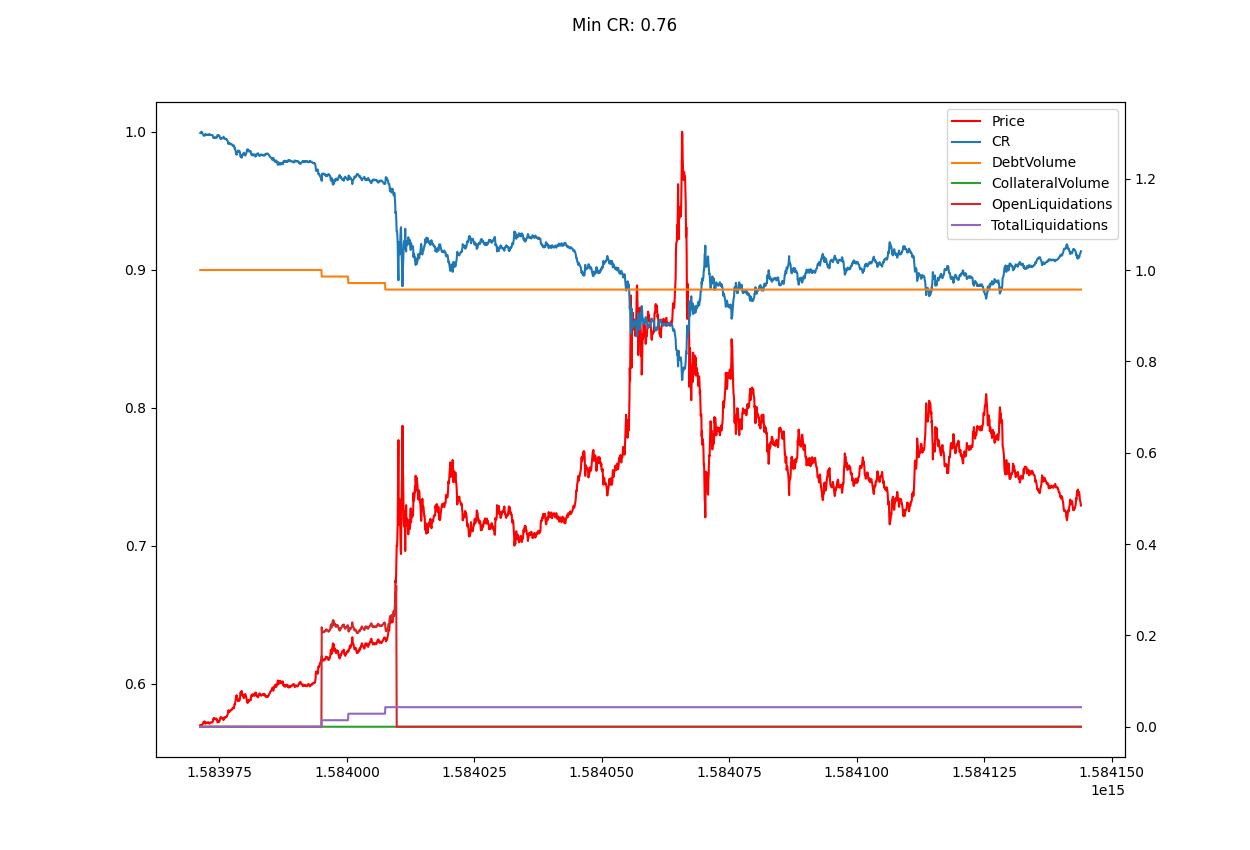 Min CR: 0.76
1.0
0.9
0.8
0.7
0.6
1.2
1.0
0.8
0.6
0.4
0.2
0.0
Price
CR
DebtVolume
CollateralVolume
OpenLiquidations
TotalLiquidations
1.583975 1.584000 1.584025 1.584050 1.584075 1.584100 1.584125 1.584150
1e15